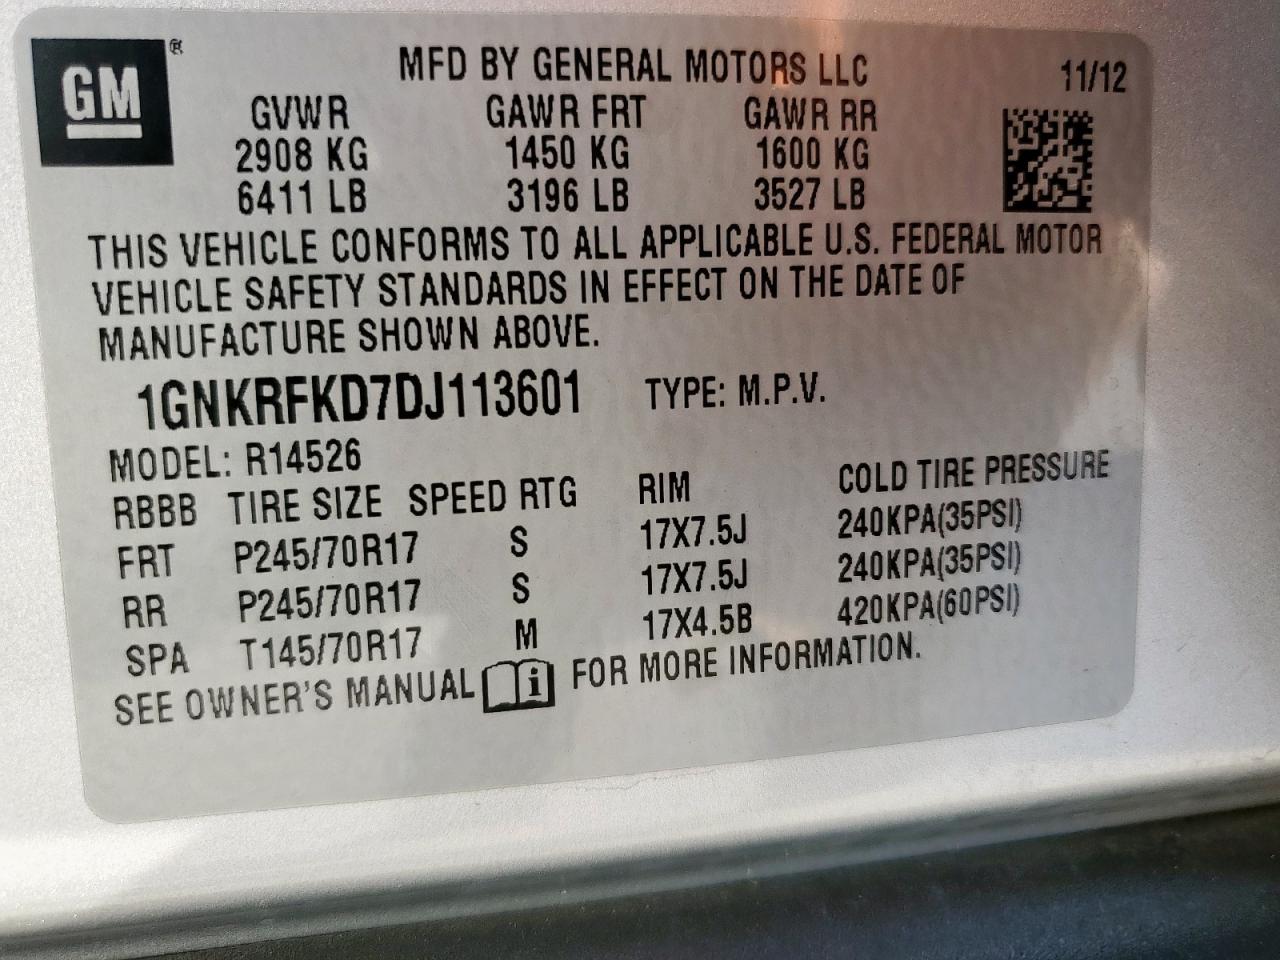 GM®
MFD BY GENERAL MOTORS LLC 11/12
GVWR GAWR FRT GAWR RR
2908 KG 1450 KG 1600 KG
6411 LB 3196 LB 3527 LB
THIS VEHICLE CONFORMS TO ALL APPLICABLE U.S. FEDERAL MOTOR
VEHICLE SAFETY STANDARDS IN EFFECT ON THE DATE OF
MANUFACTURE SHOWN ABOVE.
1GNKRFKD7DJ113601 TYPE: M.P.V.
MODEL: R14526
RBBB TIRE SIZE SPEED RTG RIM COLD TIRE PRESSURE
FRT P245/70R17 S 17X7.5J 240KPA(35PSI)
RR P245/70R17 S 17X7.5J 240KPA(35PSI)
SPA T145/70R17 M 17X4.5B 420KPA(60PSI)
SEE OWNER'S MANUAL i FOR MORE INFORMATION.